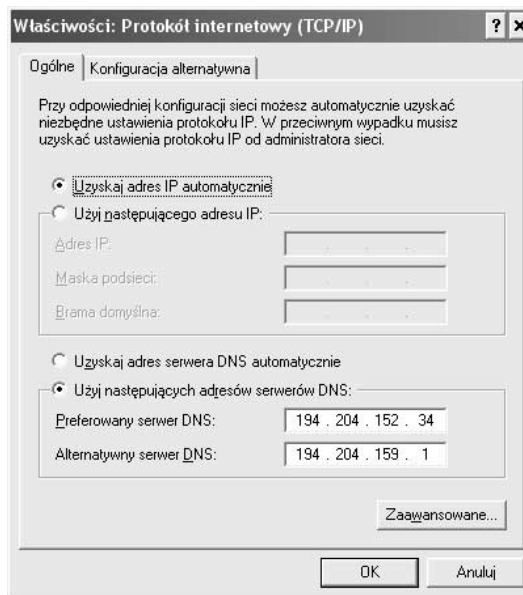 Właściwości: Protokół internetowy (TCP/IP)
Ogólne
Konfiguracja alternatywna
Przy odpowiedniej konfiguracji sieci możesz automatycznie uzyskać
niezbędne ustawienia protokołu IP. W przeciwnym wypadku musisz
uzyskać ustawienia protokołu IP od administratora sieci.
Uzyskaj adres IP automatycznie
Użyj następującego adresu IP:
Adres IP:
Maska podsieci:
Brama domyślna:
Uzyskaj adres serwera DNS automatycznie
Użyj następujących adresów serwerów DNS:
Preferowany serwer DNS: 194 . 204 . 152 . 34
Alternatywny serwer DNS: 194 . 204 . 159 . 1
Zaawansowane...
OK Anuluj